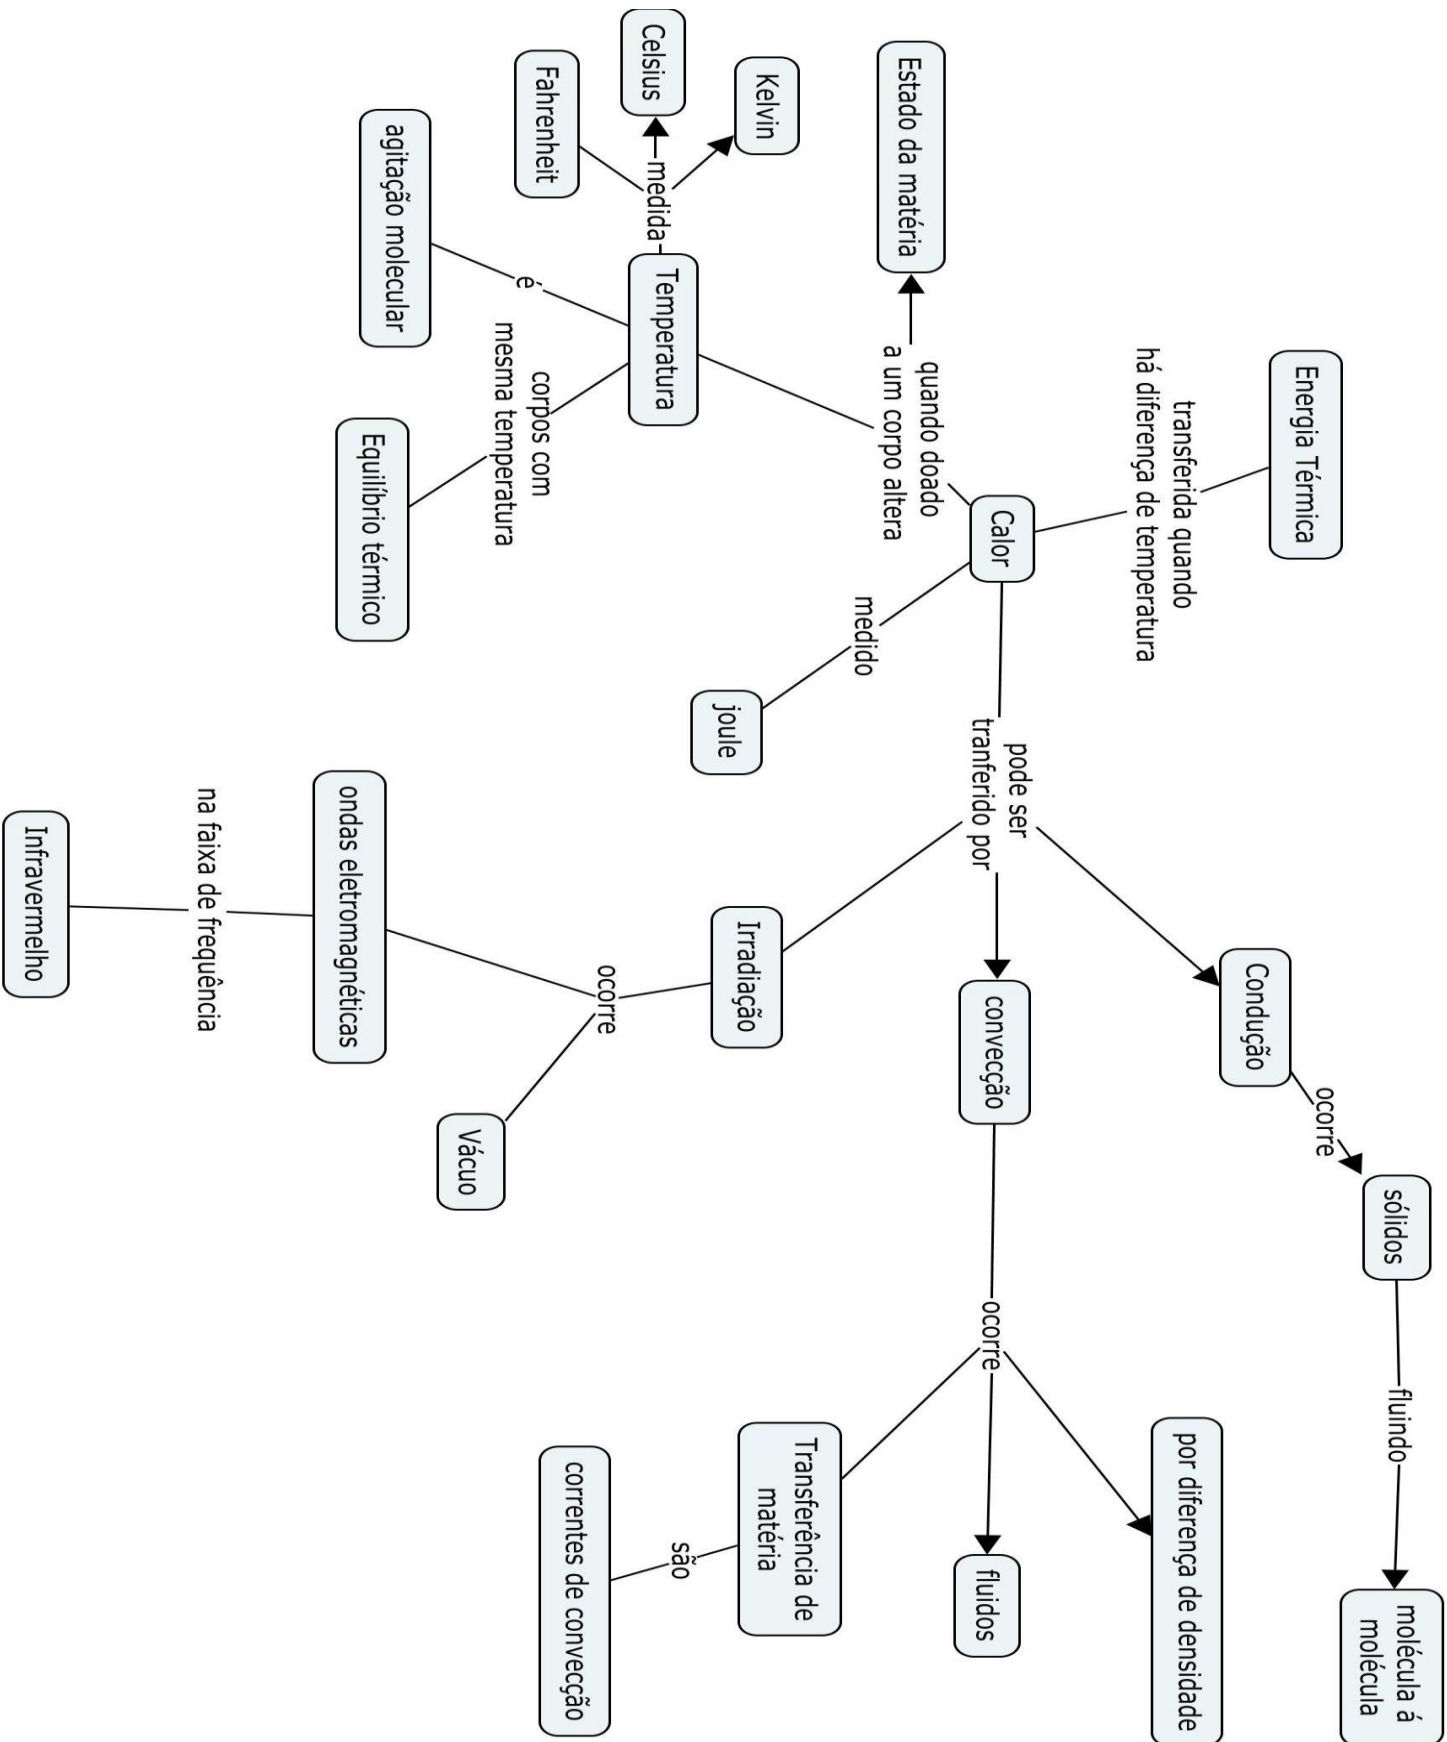 sólidos
fluindo
molécula á
molécula
Energia Térmica
ocorre
Condução
transferida quando
há diferença de temperatura
por diferença de densidade
Calor
pode ser
tranferido por
convecção
ocorre
fluidos
Estado da matéria
quando doado
a um corpo altera
medido
Transferência de
matéria
Kelvin
joule
Irradiação
são
Celsius
medida
Temperatura
ocorre
correntes de convecção
Fahrenheit
é
corpos com
mesma temperatura
Vácuo
agitação molecular
Equilíbrio térmico
ondas eletromagnéticas
na faixa de frequência
Infravermelho